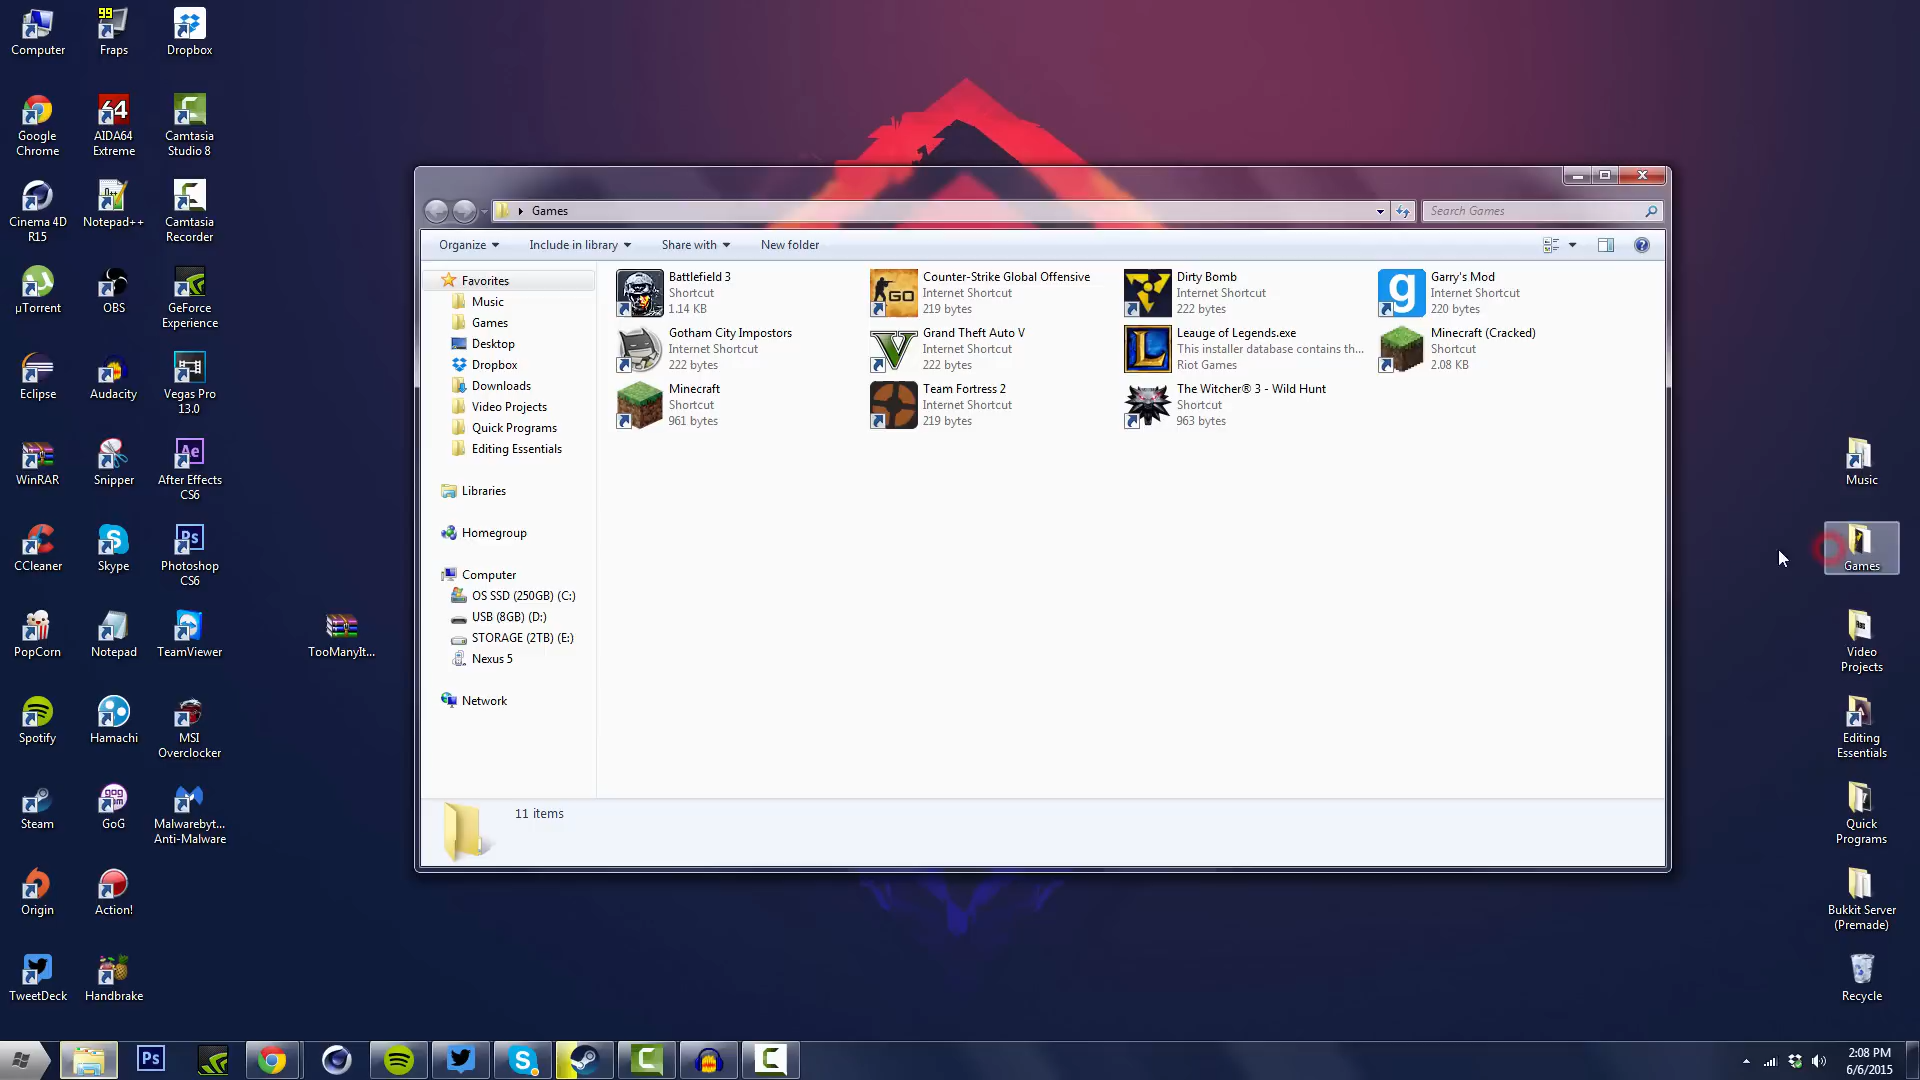 Computer
Fraps
Dropbox
99
Google
Chrome
64
AIDA64
Extreme
Camtasia
Studio 8
Cinema 4D
R15
Notepad++
Camtasia
Recorder
µTorrent
OBS
GeForce
Experience
Eclipse
Audacity
Vegas Pro
13.0
WinRAR
Snipper
Ae
After Effects
CS6
CCleaner
Skype
Ps
Photoshop
CS6
PopCorn
Notepad
TeamViewer
TooManyIt...
Spotify
Hamachi
MSI
Overclocker
Steam
gog
com
GoG
Malwarebyt...
Anti-Malware
Origin
Action!
TweetDeck
Handbrake
Games
Search Games
Organize
Include in library
Share with
New folder
Favorites
Music
Games
Desktop
Dropbox
Downloads
Video Projects
Quick Programs
Editing Essentials
Libraries
Homegroup
Computer
OS SSD (250GB) (C:)
USB (8GB) (D:)
STORAGE (2TB) (E:)
Nexus 5
Network
Battlefield 3
Shortcut
1.14 KB
GO
Counter-Strike Global Offensive
Internet Shortcut
219 bytes
Dirty Bomb
Internet Shortcut
222 bytes
g
Garry's Mod
Internet Shortcut
220 bytes
Gotham City Impostors
Internet Shortcut
222 bytes
V
Grand Theft Auto V
Internet Shortcut
222 bytes
L
Leauge of Legends.exe
This installer database contains th...
Riot Games
Minecraft (Cracked)
Shortcut
2.08 KB
Minecraft
Shortcut
961 bytes
Team Fortress 2
Internet Shortcut
219 bytes
The Witcher® 3 - Wild Hunt
Shortcut
963 bytes
11 items
Music
Games
Video
Projects
Editing
Essentials
Quick
Programs
Bukkit Server
(Premade)
Recycle
Ps
2:08 PM
6/6/2015